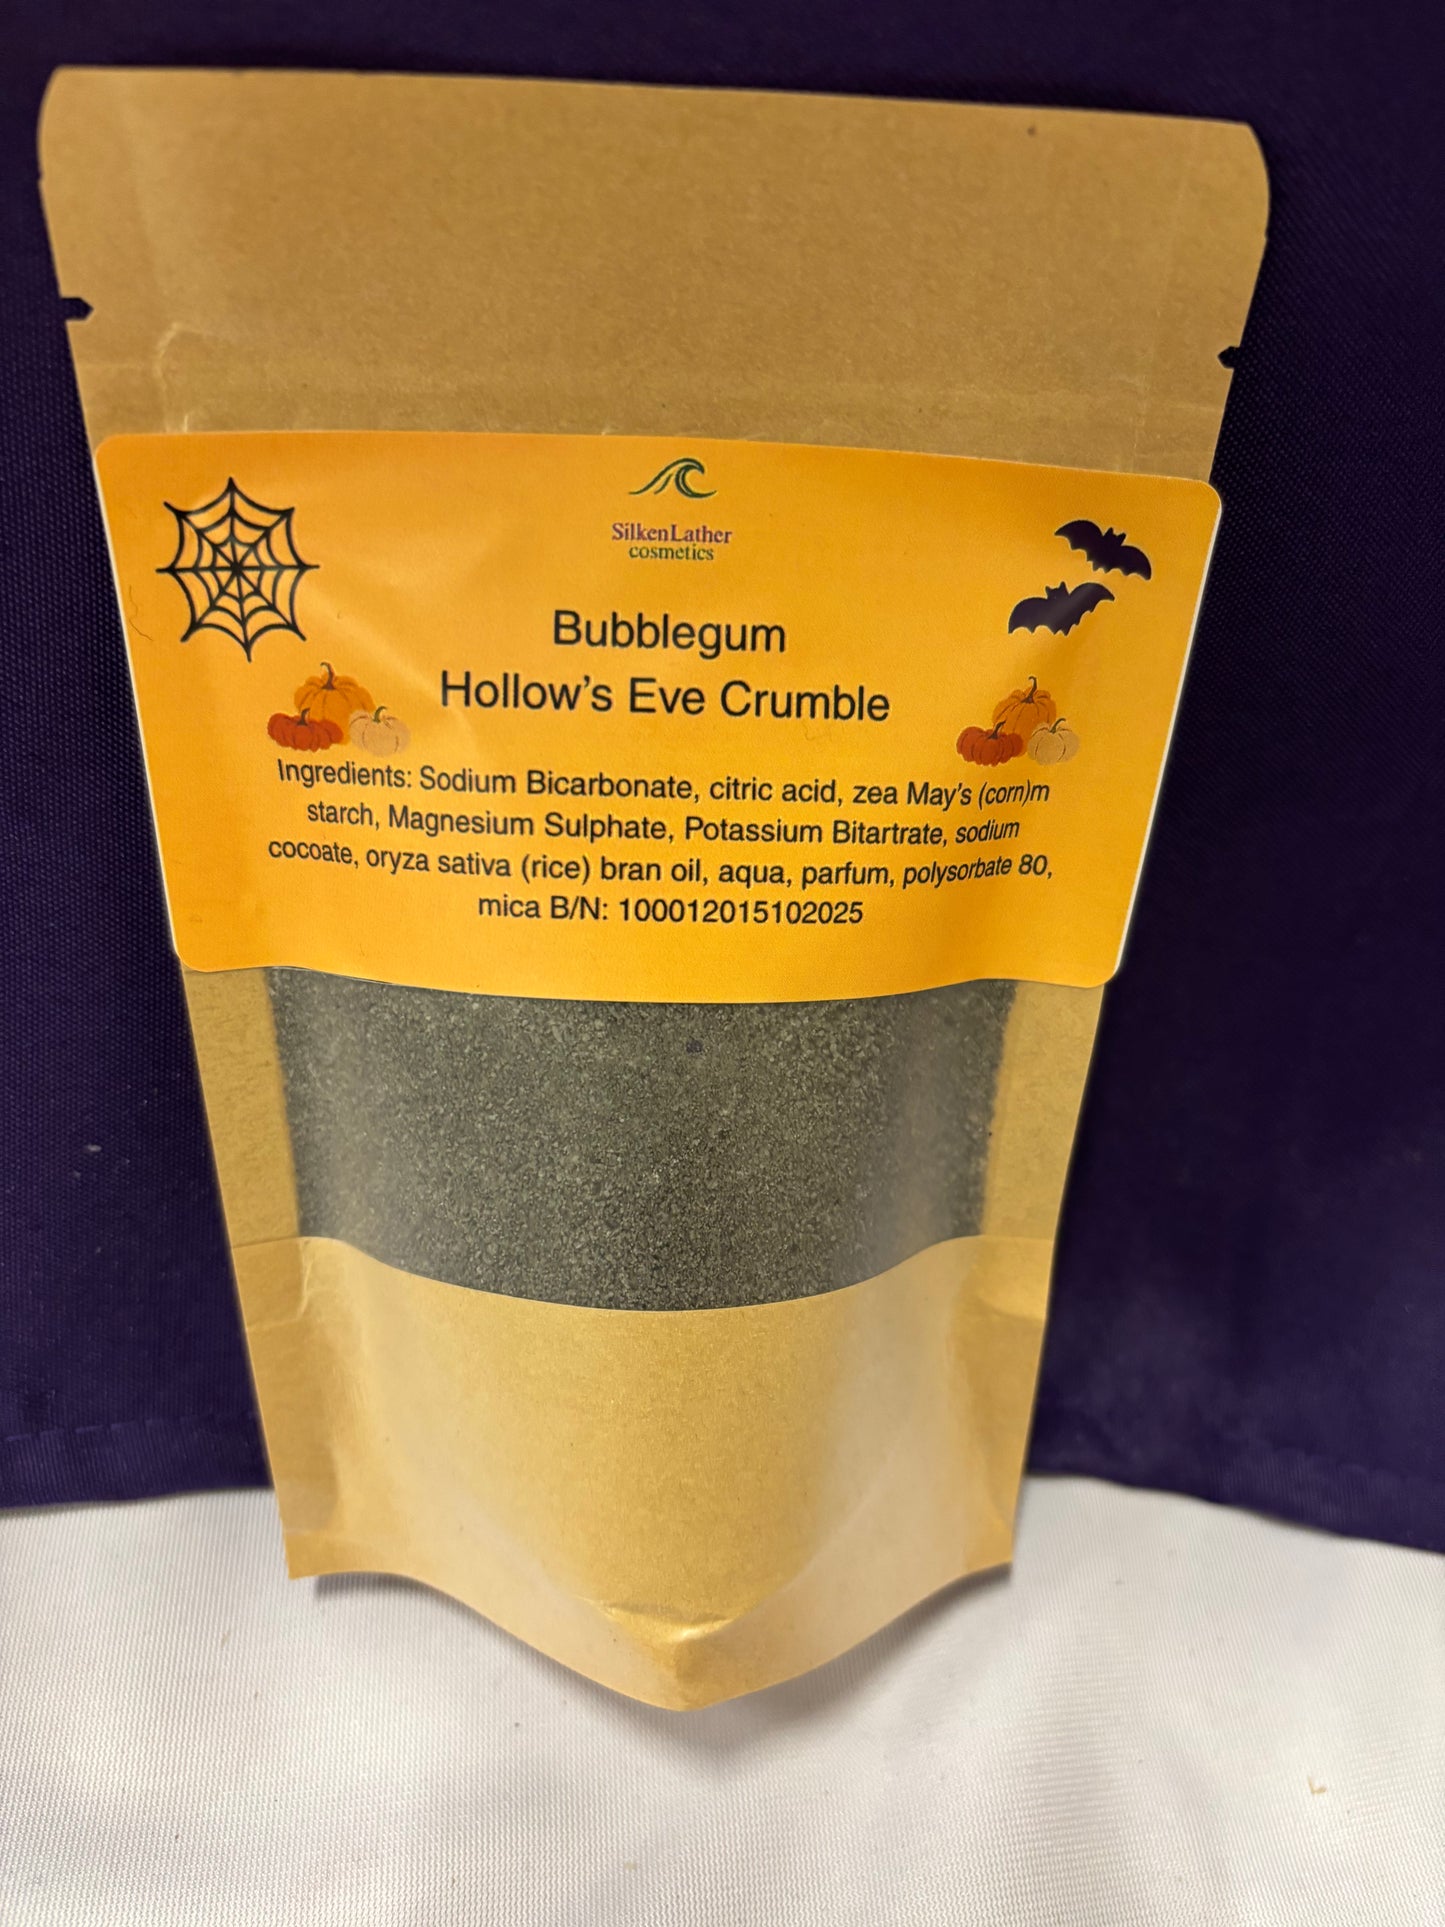 SilkenLather
cosmetics
Bubblegum
Hollow's Eve Crumble
Ingredients: Sodium Bicarbonate, citric acid, zea May's (corn)m
starch, Magnesium Sulphate, Potassium Bitartrate, sodium
cocoate, oryza sativa (rice) bran oil, aqua, parfum, polysorbate 80,
mica B/N: 100012015102025